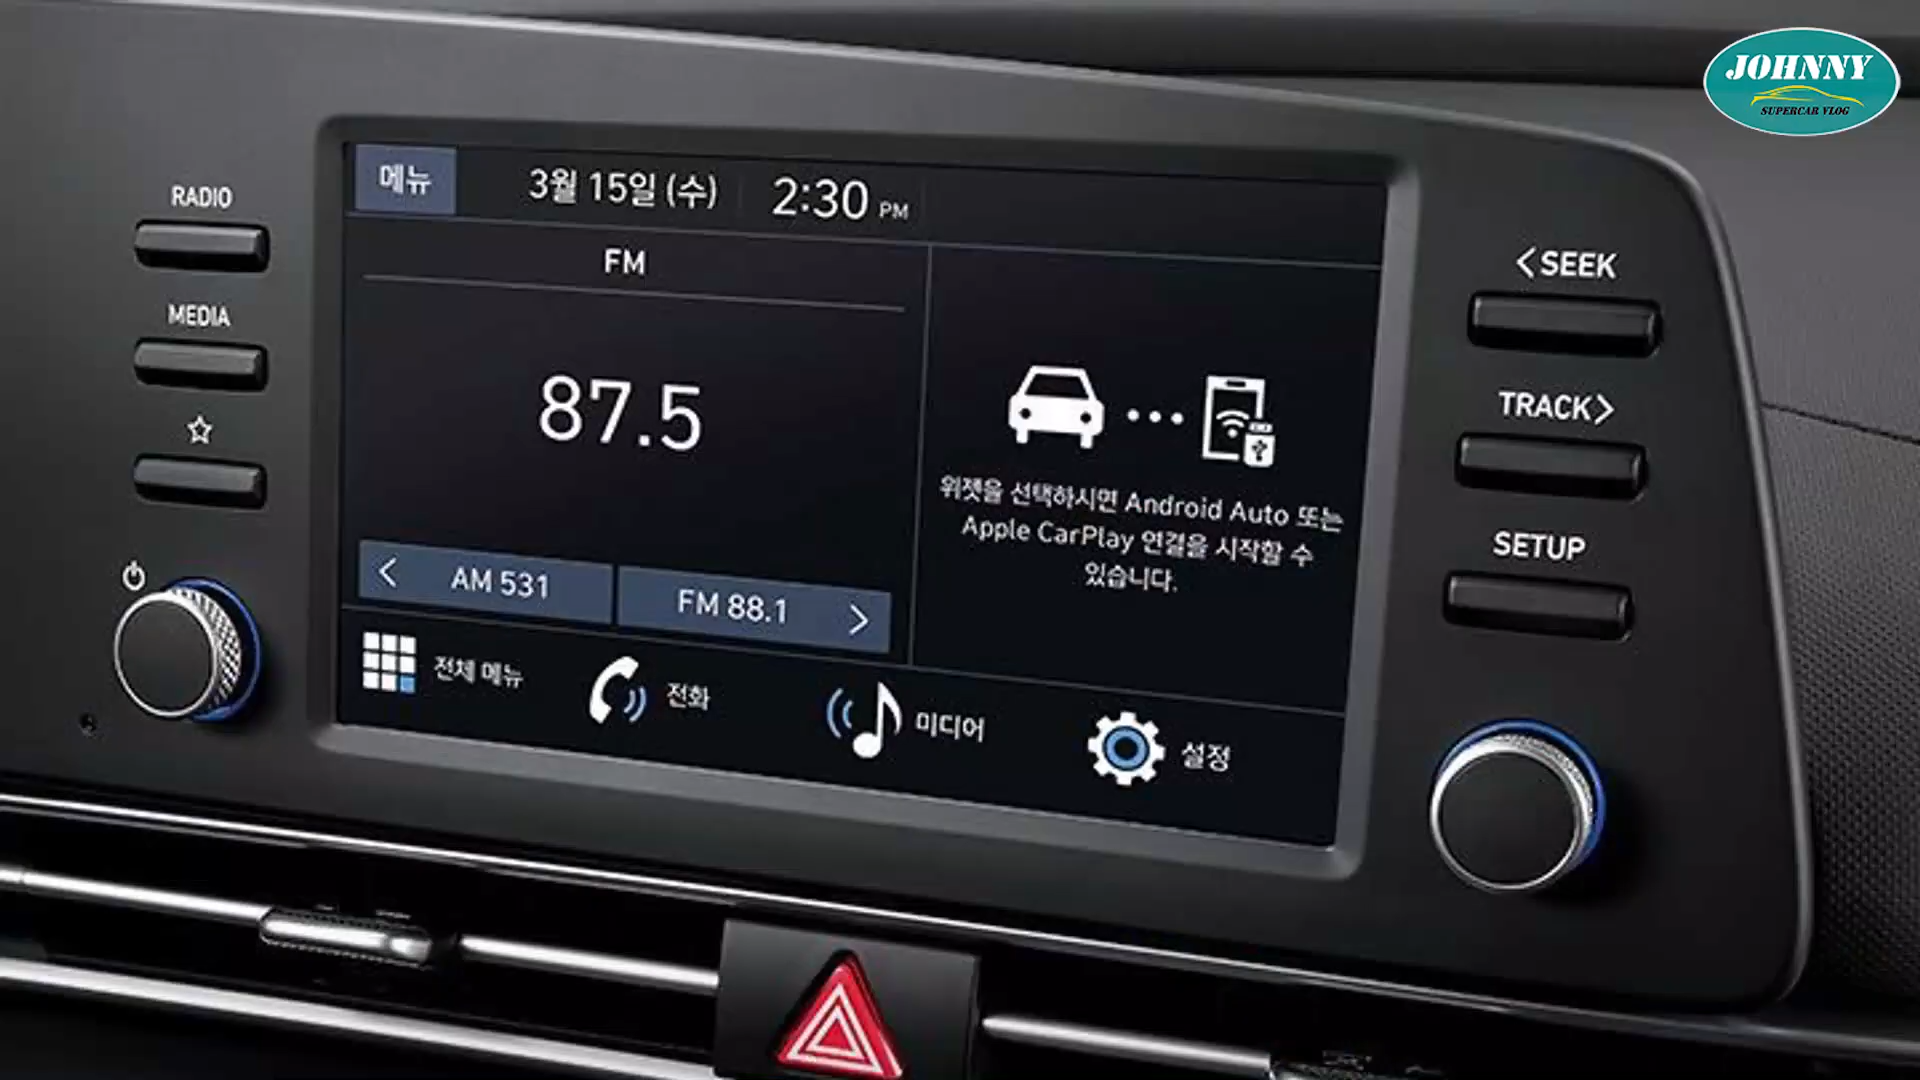 JOHNNY
SUPERCAR VLOG
RADIO
MEDIA
메뉴
3월 15일 (수)
2:30 PM
FM
87.5
< AM 531
FM 88.1 >
위젯을 선택하시면 Android Auto 또는
Apple CarPlay 연결을 시작할 수
있습니다.
전체 메뉴
전화
미디어
설정
<SEEK
TRACK>
SETUP